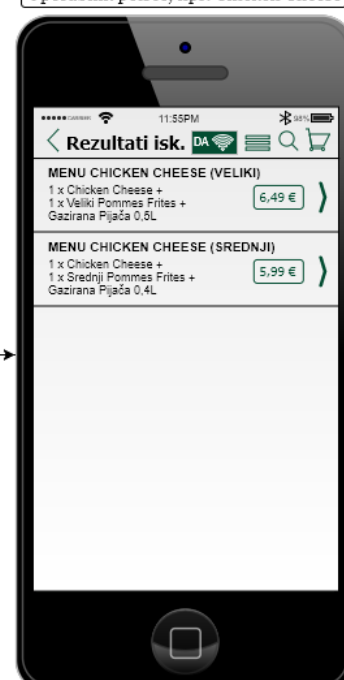 11:55PM 98%
Rezultati isk. DA
MENU CHICKEN CHEESE (VELIKI)
1 x Chicken Cheese +
1 x Veliki Pommes Frites +
Gazirana Pijača 0,5L
6,49 €
MENU CHICKEN CHEESE (SREDNJI)
1 x Chicken Cheese +
1 x Srednji Pommes Frites +
Gazirana Pijača 0,4L
5,99 €